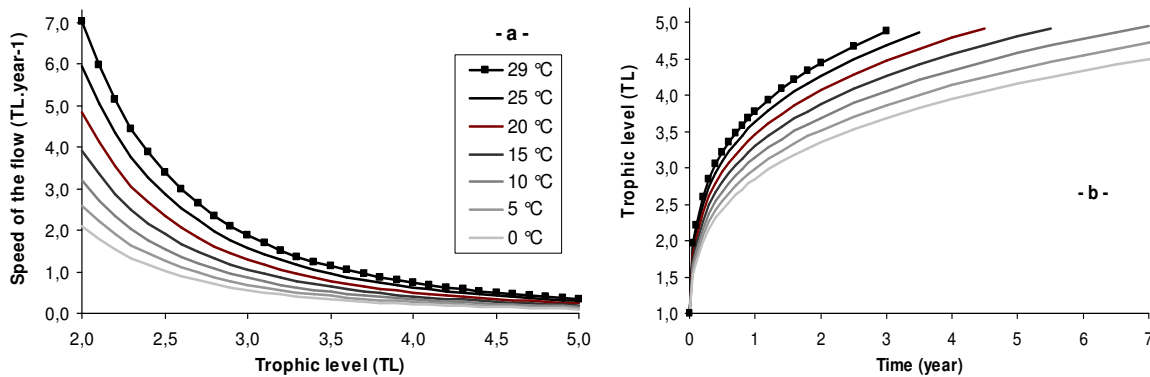 - a -
Speed of the flow (TL.year-1)
7,0
6,0
5,0
4,0
3,0
2,0
1,0
0,0
2,0 2,5 3,0 3,5 4,0 4,5 5,0
Trophic level (TL)
29 °C
25 °C
20 °C
15 °C
10 °C
5 °C
0 °C
- b -
Trophic level (TL)
5,0
4,5
4,0
3,5
3,0
2,5
2,0
1,5
1,0
0 1 2 3 4 5 6 7
Time (year)